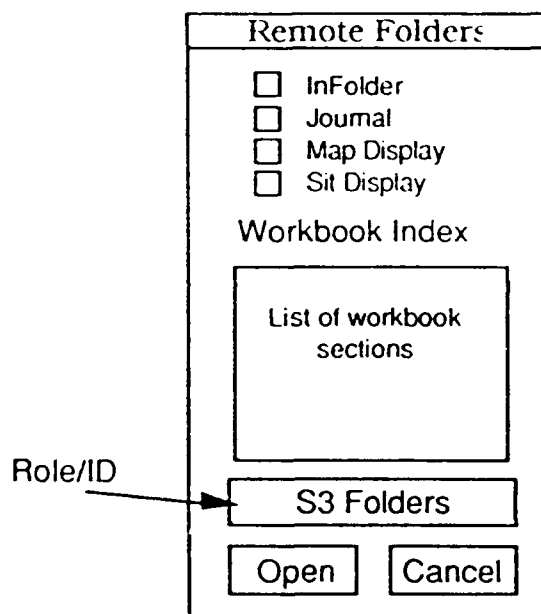 Remote Folders
InFolder
Journal
Map Display
Sit Display
Workbook Index
List of workbook
sections
Role/ID
S3 Folders
Open Cancel